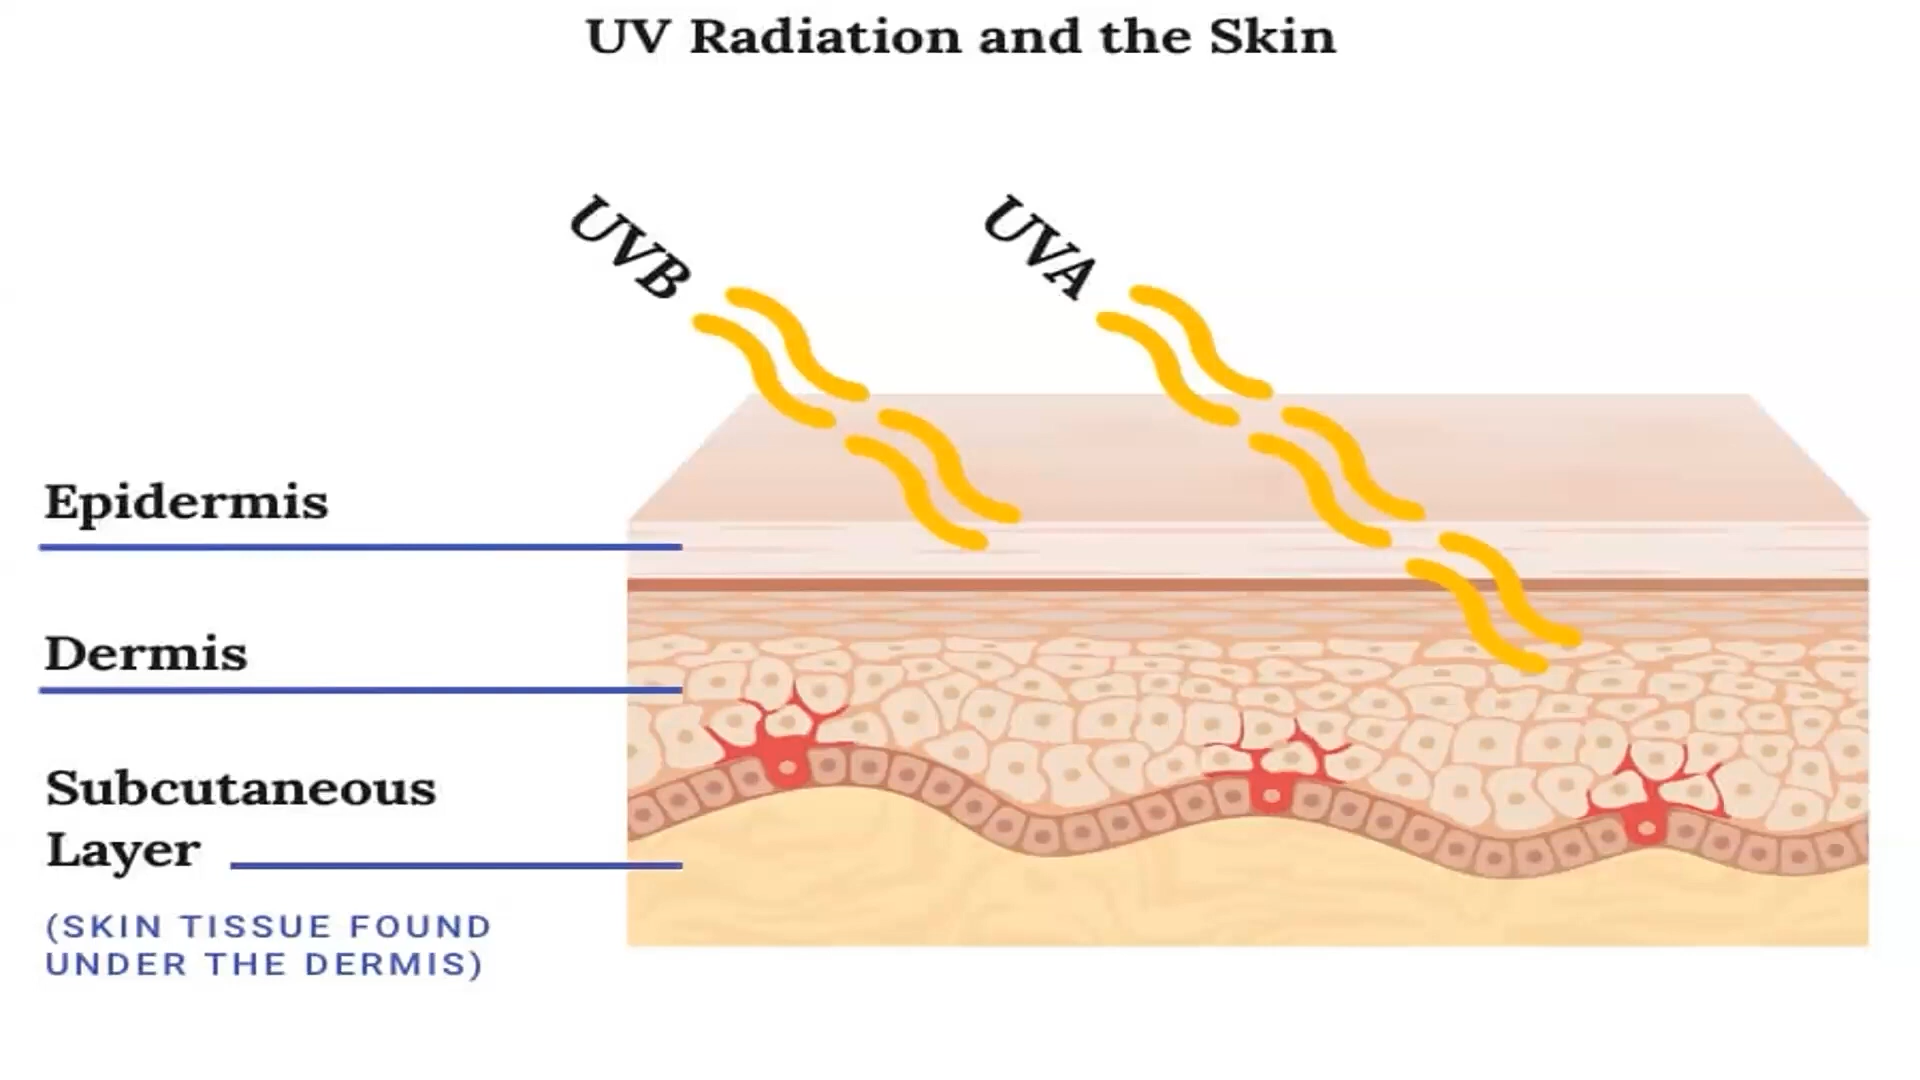 UV Radiation and the Skin
UVB
UVA
Epidermis
Dermis
Subcutaneous
Layer
(SKIN TISSUE FOUND
UNDER THE DERMIS)